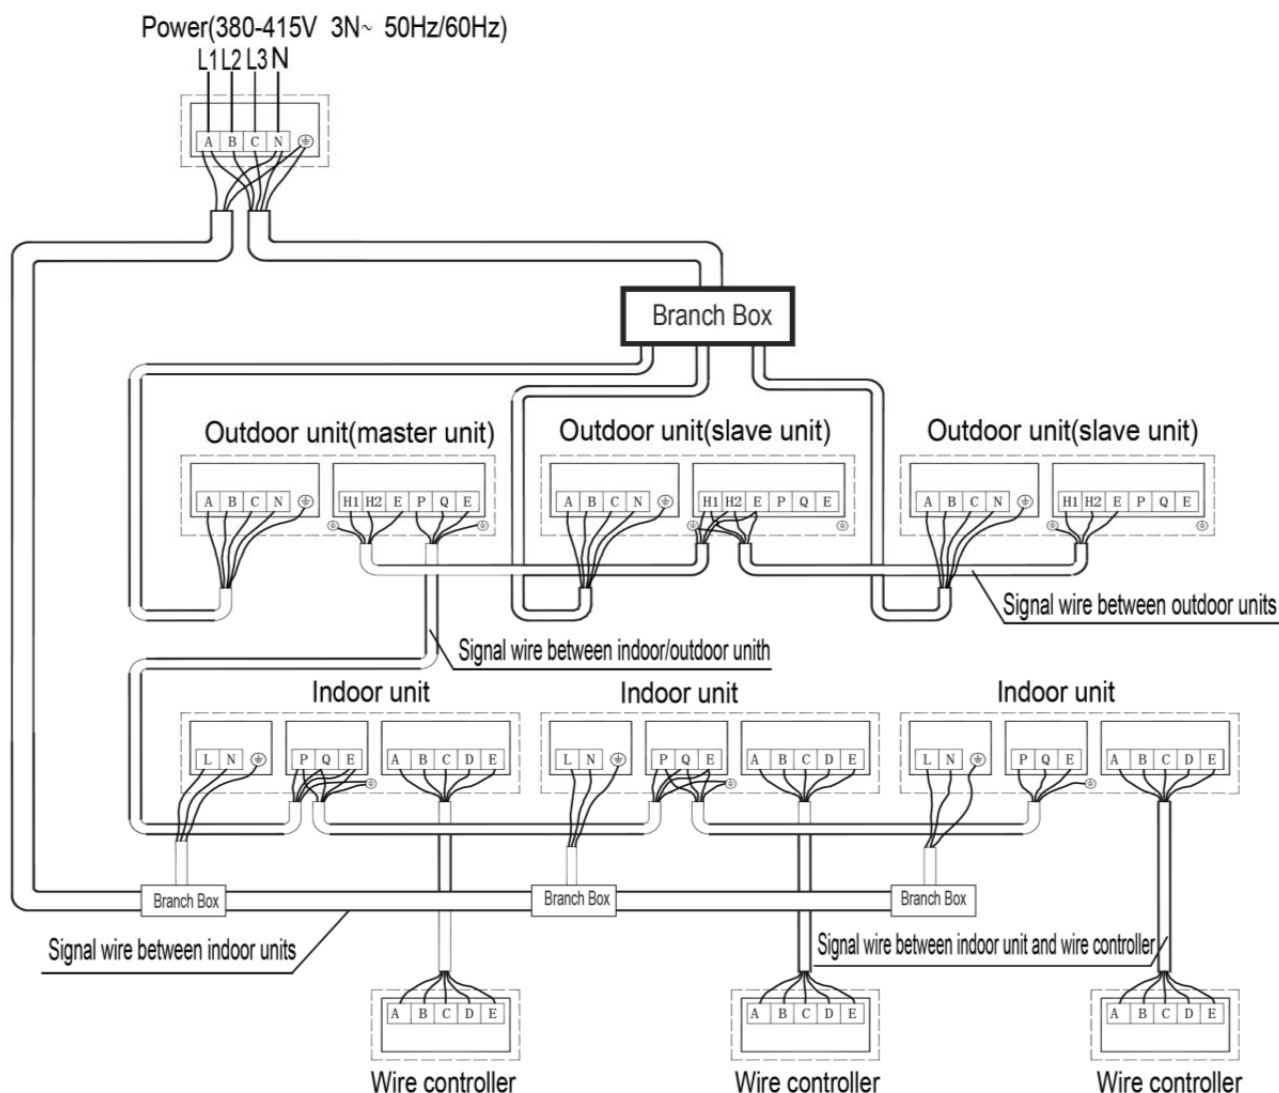 Power(380-415V 3N~ 50Hz/60Hz)
L1 L2 L3 N
A B C N
Branch Box
Outdoor unit(master unit) Outdoor unit(slave unit) Outdoor unit(slave unit)
A B C N H1 H2 E P Q E A B C N H1 H2 E P Q E A B C N H1 H2 E P Q E
Signal wire between outdoor units
Signal wire between indoor/outdoor unith
Indoor unit Indoor unit Indoor unit
L N P Q E A B C D E L N P Q E A B C D E L N P Q E A B C D E
Branch Box Branch Box Branch Box
Signal wire between indoor units
Signal wire between indoor unit and wire controller
A B C D E A B C D E A B C D E
Wire controller Wire controller Wire controller